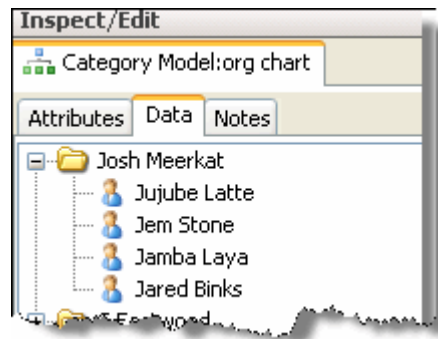 Inspect/Edit
Category Model:org chart
Attributes Data Notes
Josh Meerkat
Jujube Latte
Jem Stone
Jamba Laya
Jared Binks